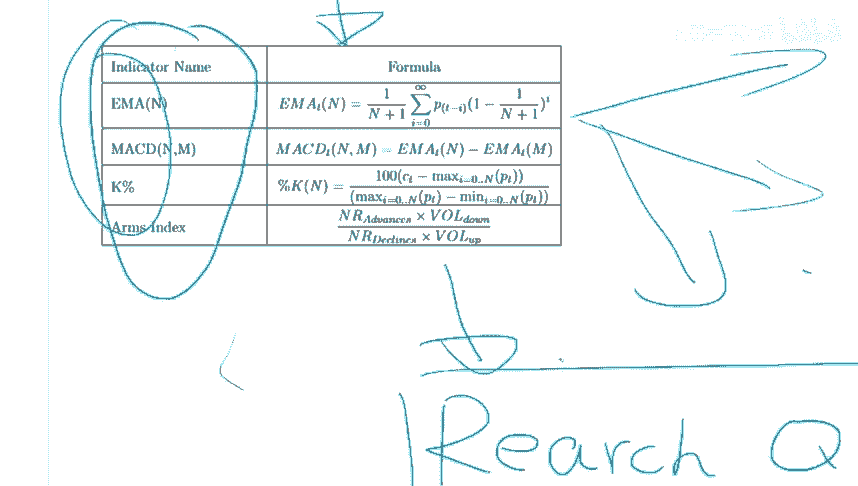 Indicator Name Formula
EMA(N) EMA_t(N) = \frac{1}{N+1} \sum_{i=0}^{\infty} p_{(t-i)}(1 - \frac{1}{N+1})^i
MACD(N,M) MACD_t(N, M) = EMA_t(N) − EMA_t(M)
K% %K(N) = \frac{100(c_t − max_{i=0..N}(p_t))}{(max_{i=0..N}(p_t) − min_{i=0..N}(p_t))}
Arms Index \frac{NR_{Advances} × VOL_{down}}{NR_{Declines} × VOL_{up}}
Rearch Q